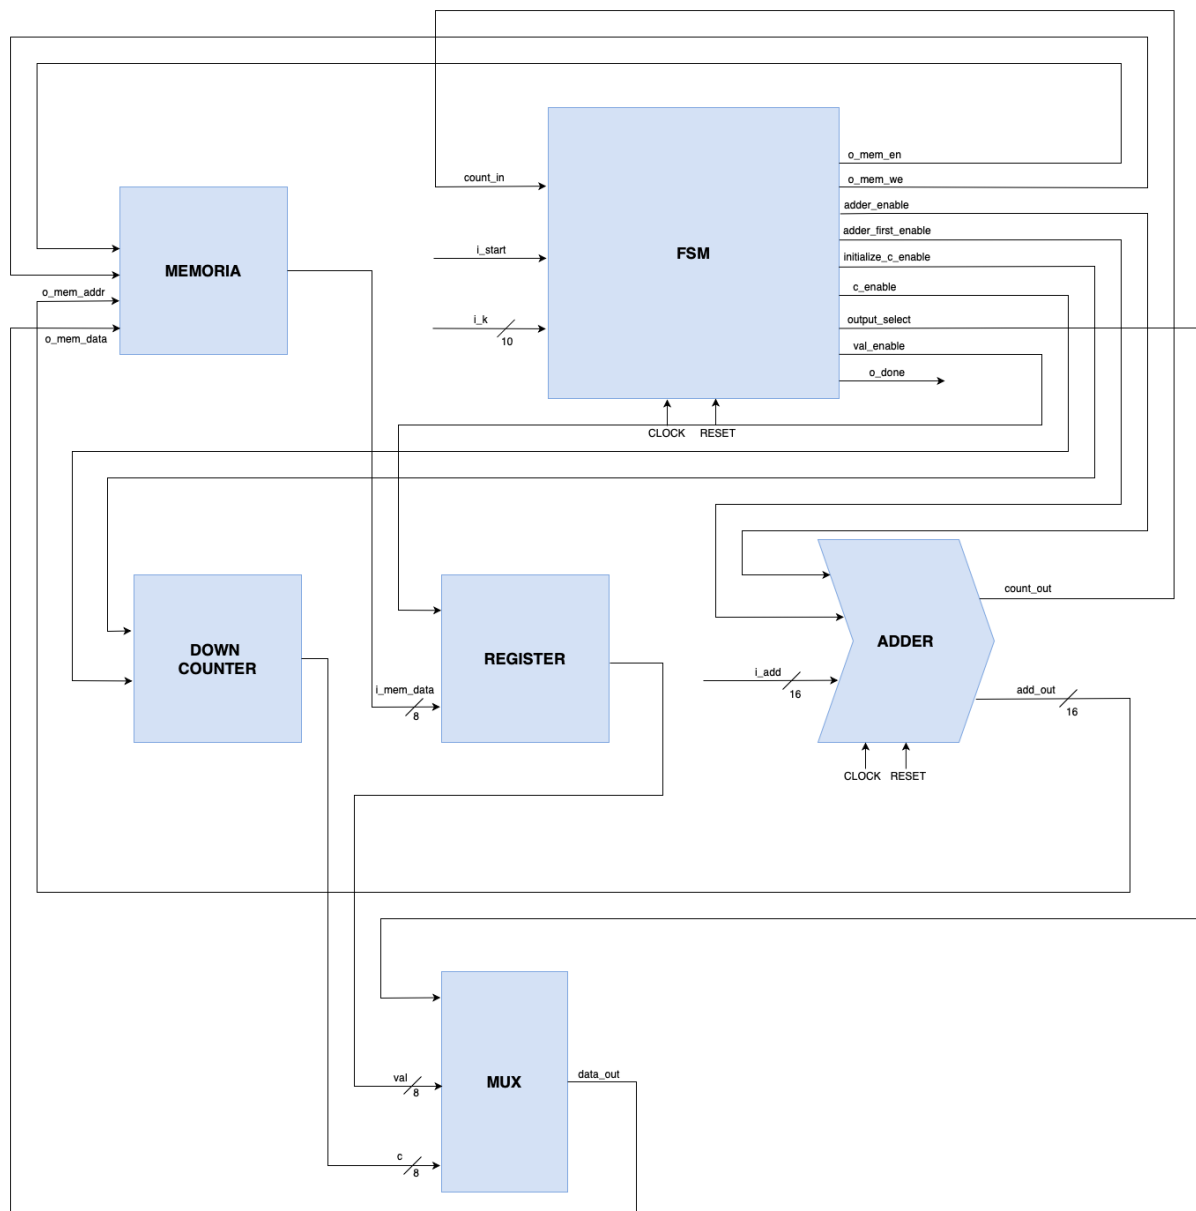 o_mem_en
count_in
o_mem_we
adder_enable
adder_first_enable
i_start
FSM
initialize_c_enable
MEMORIA
c_enable
o_mem_addr
i_k
10
output_select
o_mem_data
val_enable
o_done
CLOCK
RESET
count_out
DOWN
COUNTER
REGISTER
ADDER
i_add
16
i_mem_data
8
add_out
16
CLOCK
RESET
val
8
MUX
data_out
c
8